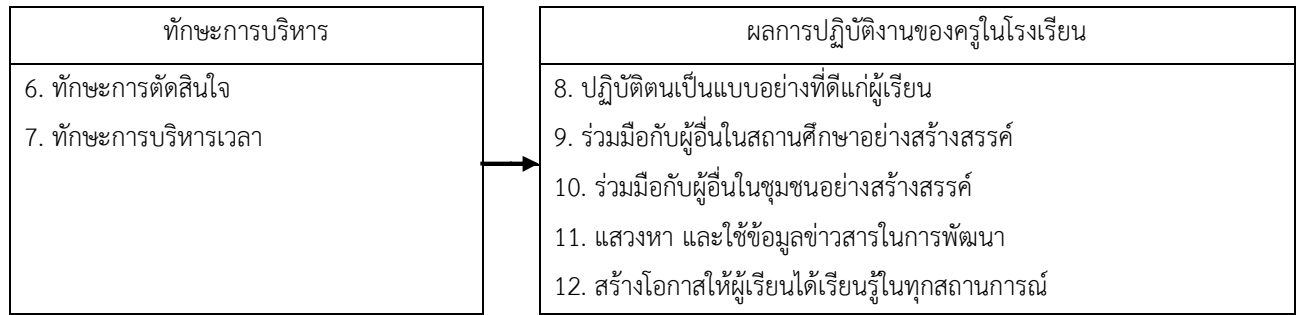 ทักษะการบริหาร
6. ทักษะการตัดสินใจ
7. ทักษะการบริหารเวลา
ผลการปฏิบัติงานของครูในโรงเรียน
8. ปฏิบัติตนเป็นแบบอย่างที่ดีแก่ผู้เรียน
9. ร่วมมือกับผู้อื่นในสถานศึกษาอย่างสร้างสรรค์
10. ร่วมมือกับผู้อื่นในชุมชนอย่างสร้างสรรค์
11. แสวงหา และใช้ข้อมูลข่าวสารในการพัฒนา
12. สร้างโอกาสให้ผู้เรียนได้เรียนรู้ในทุกสถานการณ์